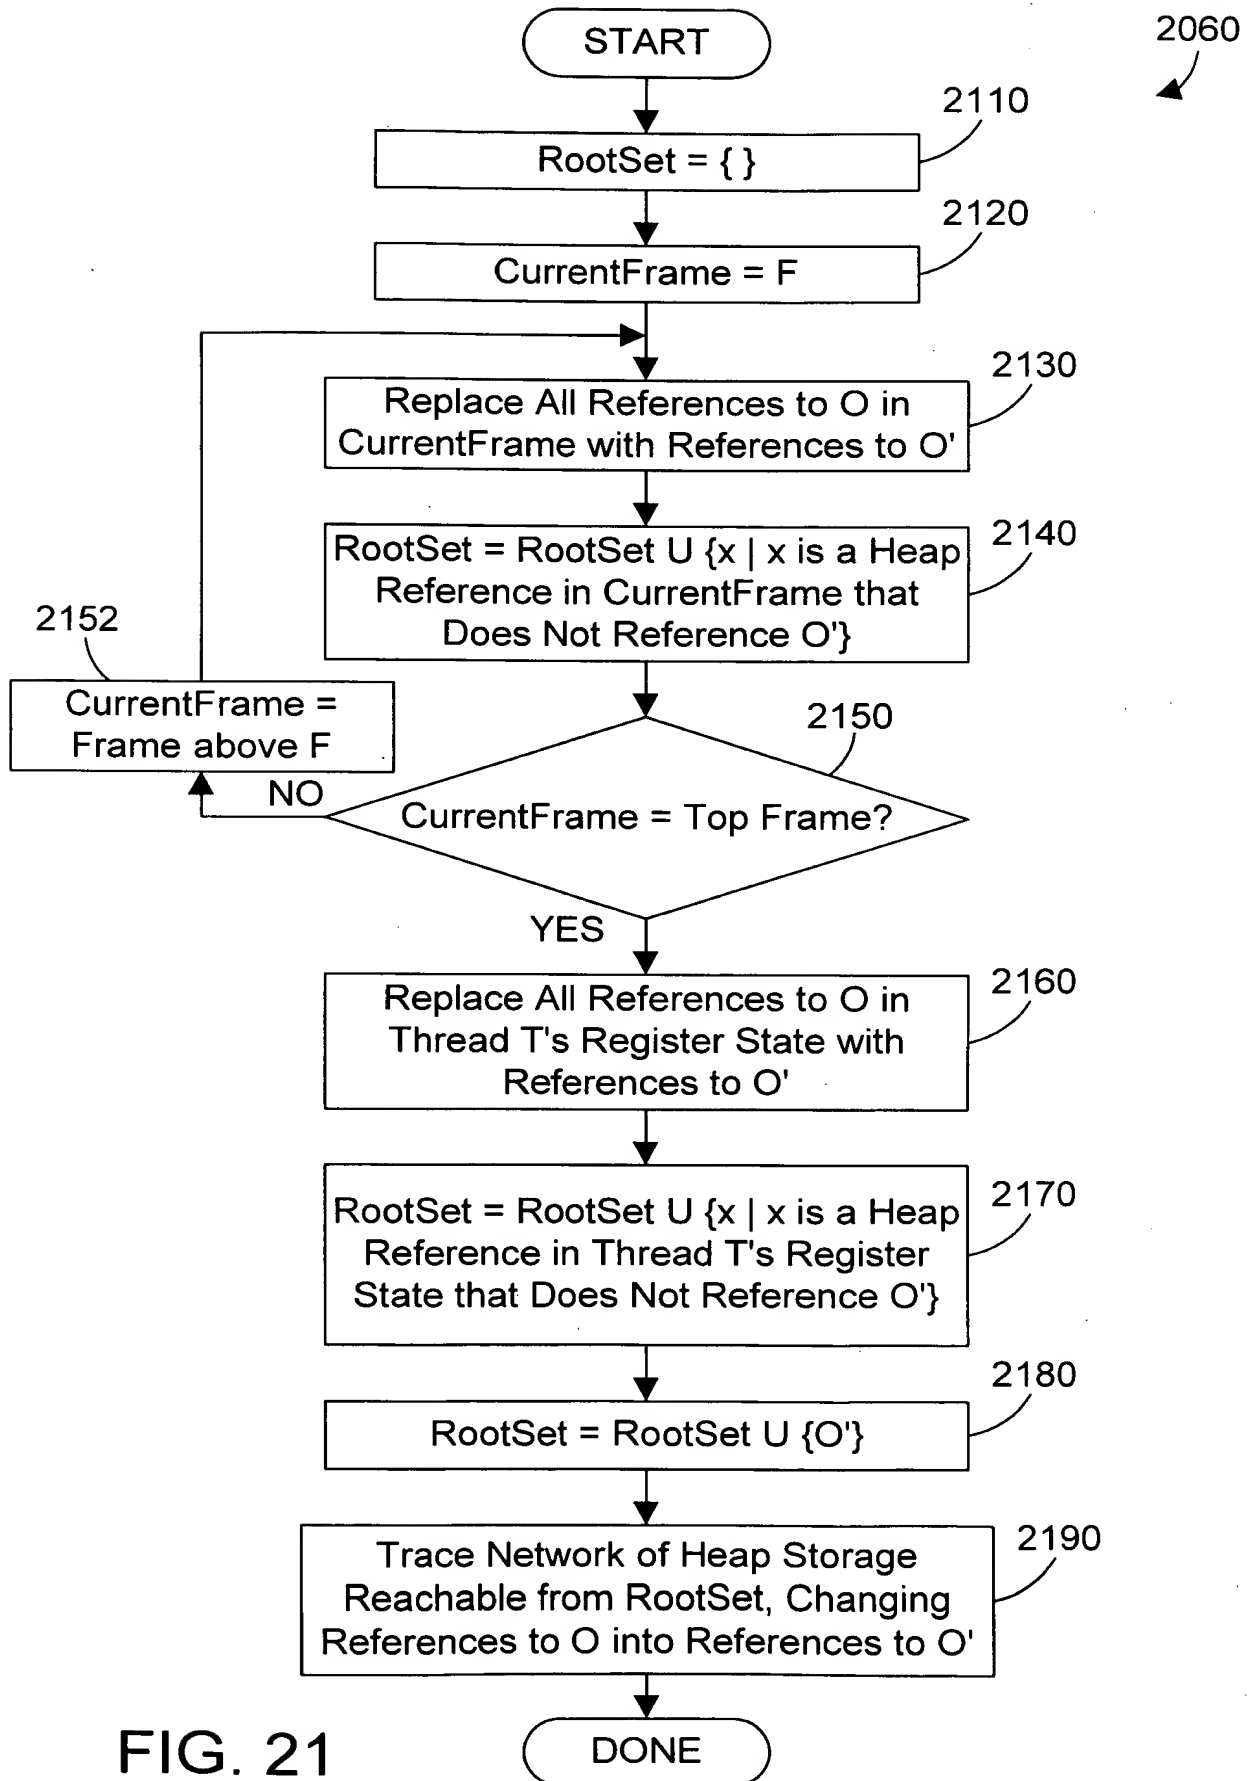 START
2060
2110
RootSet = { }
2120
CurrentFrame = F
2130
Replace All References to O in
CurrentFrame with References to O'
2140
RootSet = RootSet U {x | x is a Heap
Reference in CurrentFrame that
Does Not Reference O'}
2152
CurrentFrame =
Frame above F
2150
NO
CurrentFrame = Top Frame?
YES
2160
Replace All References to O in
Thread T's Register State with
References to O'
2170
RootSet = RootSet U {x | x is a Heap
Reference in Thread T's Register
State that Does Not Reference O'}
2180
RootSet = RootSet U {O'}
2190
Trace Network of Heap Storage
Reachable from RootSet, Changing
References to O into References to O'
FIG. 21
DONE